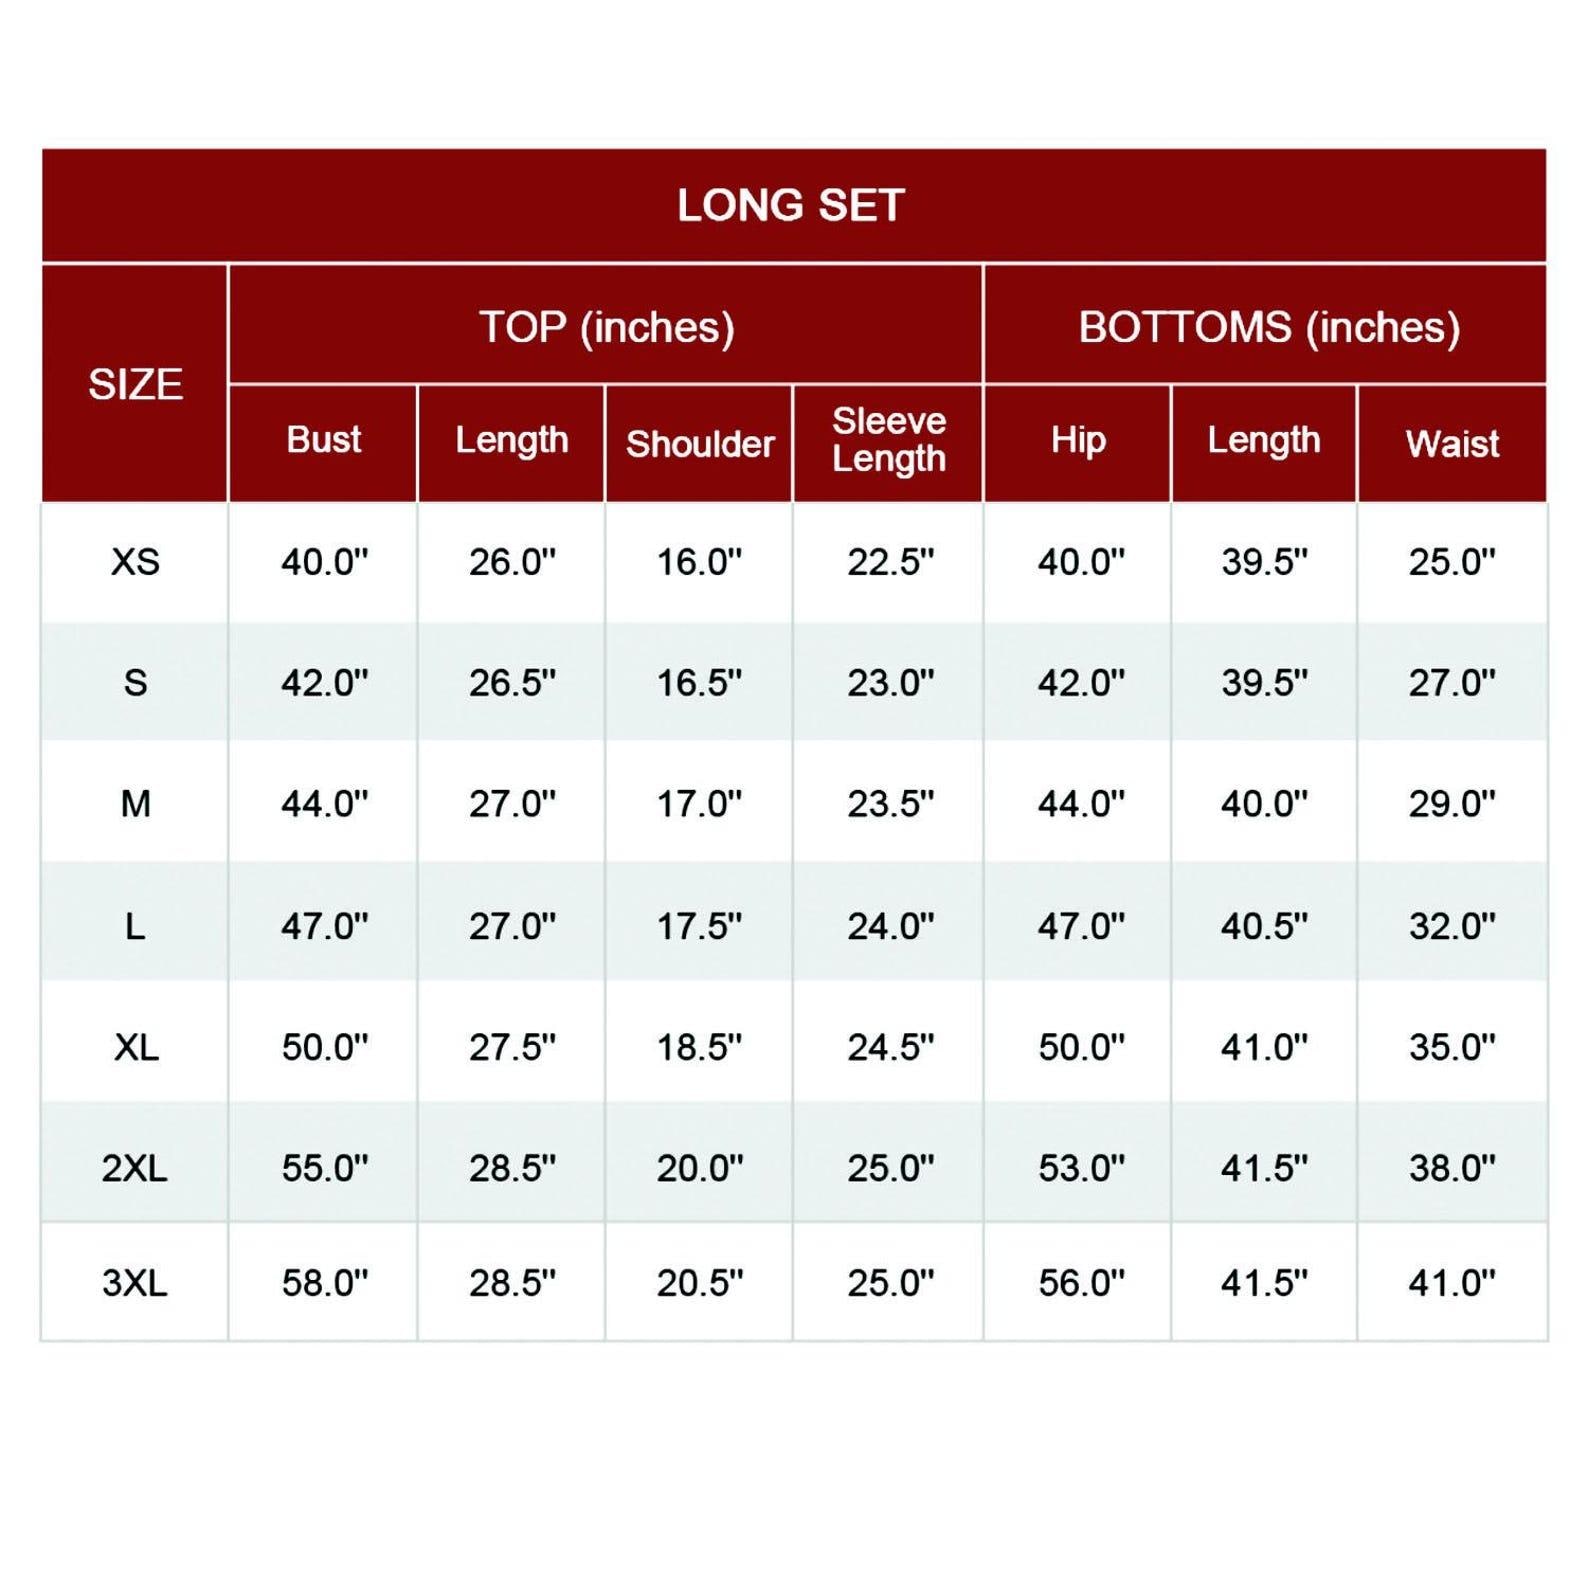 LONG SET
SIZE TOP (inches) BOTTOMS (inches)
Bust Length Shoulder Sleeve Length Hip Length Waist
XS 40.0" 26.0" 16.0" 22.5" 40.0" 39.5" 25.0"
S 42.0" 26.5" 16.5" 23.0" 42.0" 39.5" 27.0"
M 44.0" 27.0" 17.0" 23.5" 44.0" 40.0" 29.0"
L 47.0" 27.0" 17.5" 24.0" 47.0" 40.5" 32.0"
XL 50.0" 27.5" 18.5" 24.5" 50.0" 41.0" 35.0"
2XL 55.0" 28.5" 20.0" 25.0" 53.0" 41.5" 38.0"
3XL 58.0" 28.5" 20.5" 25.0" 56.0" 41.5" 41.0"